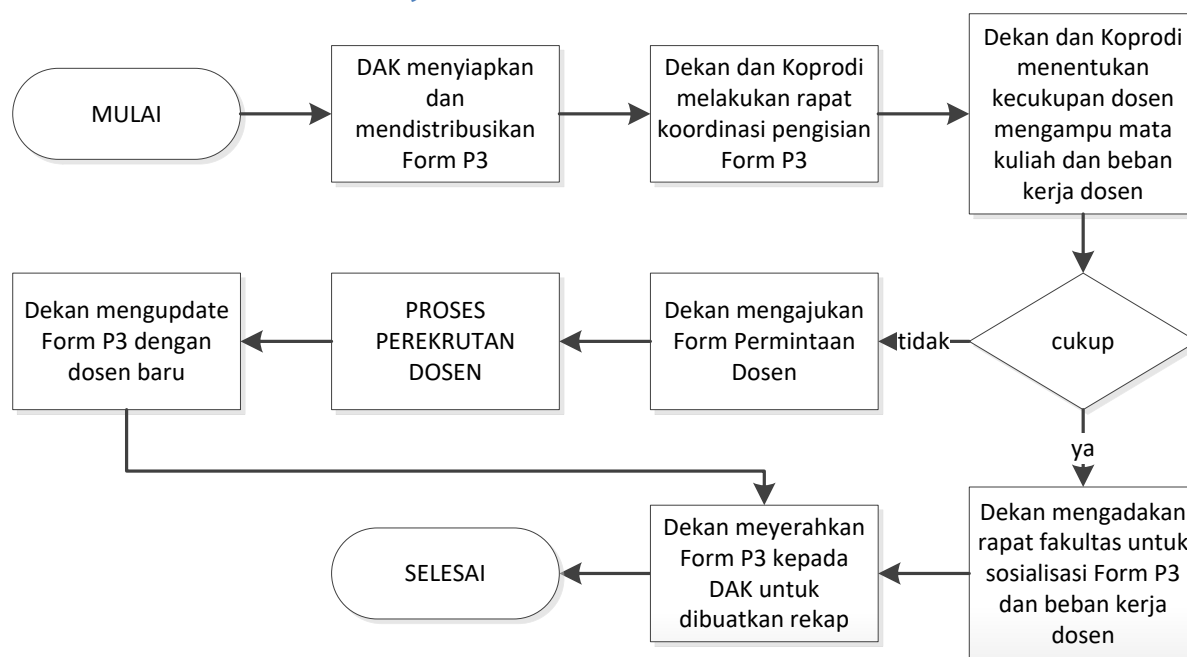 MULAI
DAK menyiapkan
dan
mendistribusikan
Form P3
Dekan dan Koprodi
melakukan rapat
koordinasi pengisian
Form P3
Dekan dan Koprodi
menentukan
kecukupan dosen
mengampu mata
kuliah dan beban
kerja dosen
cukup
tidak
Dekan mengajukan
Form Permintaan
Dosen
PROSES
PEREKRUTAN
DOSEN
Dekan mengupdate
Form P3 dengan
dosen baru
ya
Dekan mengadakan
rapat fakultas untuk
sosialisasi Form P3
dan beban kerja
dosen
Dekan meyerahkan
Form P3 kepada
DAK untuk
dibuatkan rekap
SELESAI